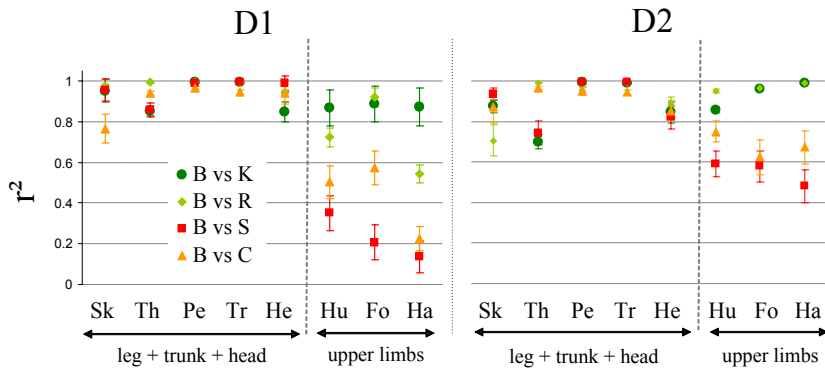 D1 D2
1
0.8
0.6
0.4
0.2
0
r²
B vs K
B vs R
B vs S
B vs C
Sk Th Pe Tr He Hu Fo Ha Sk Th Pe Tr He Hu Fo Ha
leg + trunk + head upper limbs leg + trunk + head upper limbs